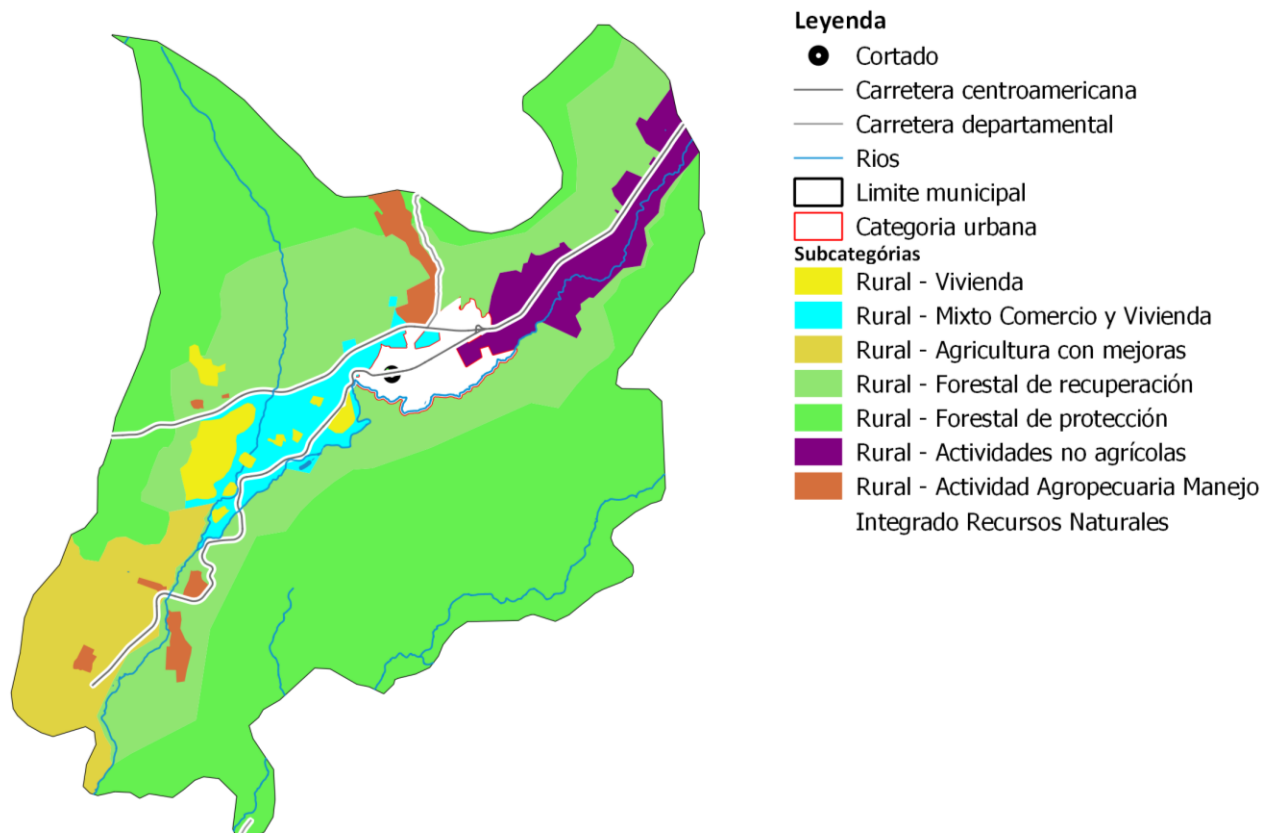 Leyenda
Cortado
Carretera centroamericana
Carretera departamental
Rios
Limite municipal
Categoria urbana
Subcategórias
Rural - Vivienda
Rural - Mixto Comercio y Vivienda
Rural - Agricultura con mejoras
Rural - Forestal de recuperación
Rural - Forestal de protección
Rural - Actividades no agrícolas
Rural - Actividad Agropecuaria Manejo
Integrado Recursos Naturales